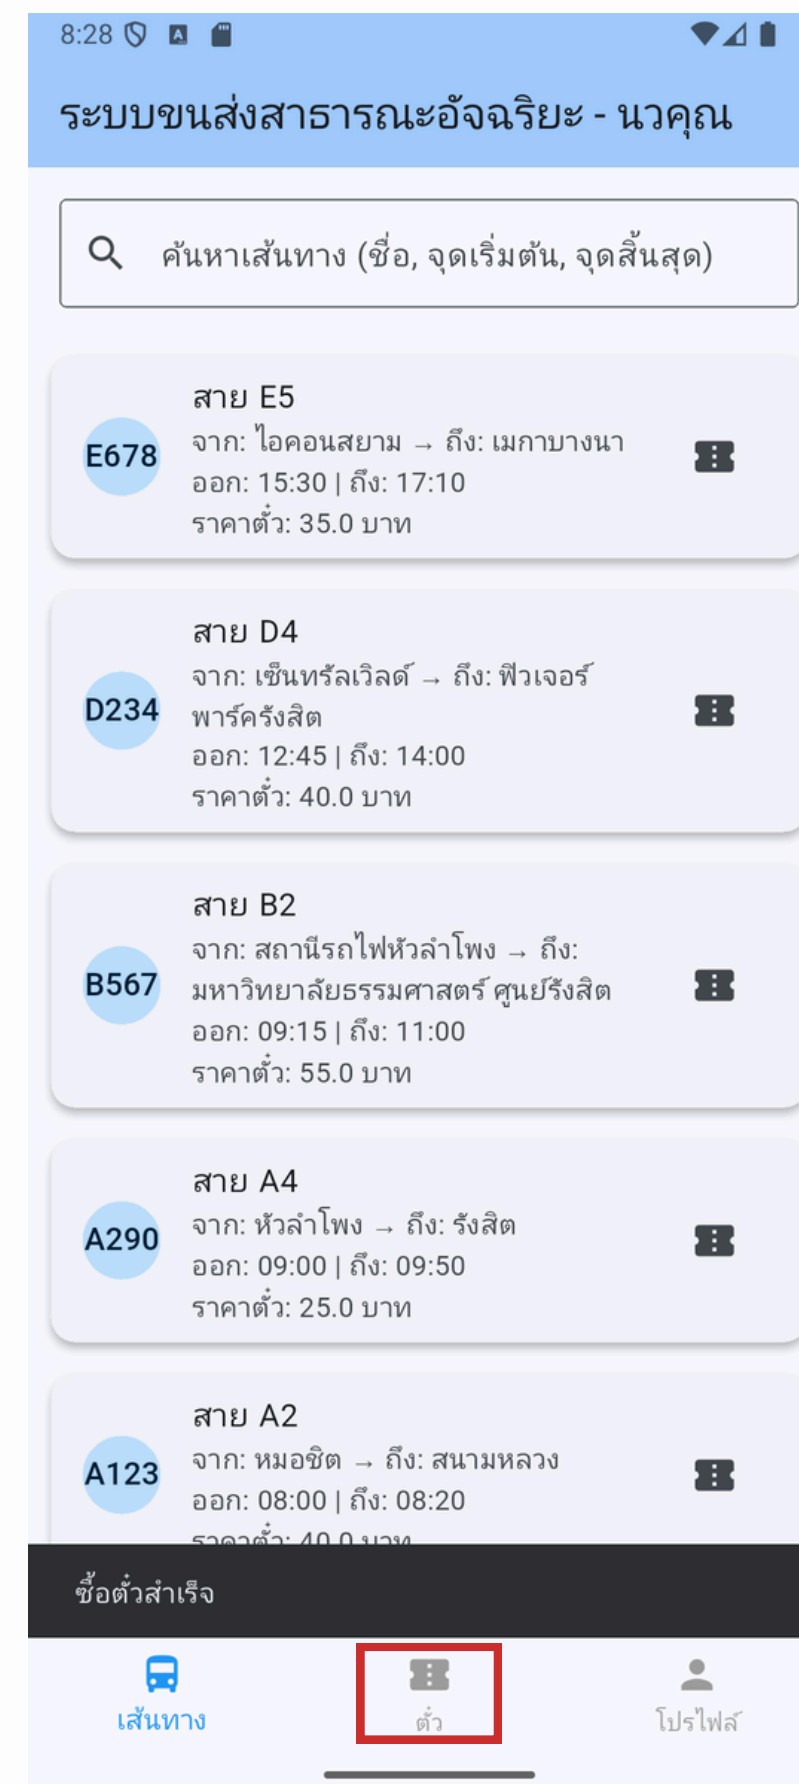 8:28
ระบบขนส่งสาธารณะอัจฉริยะ - นวคุณ
ค้นหาเส้นทาง (ชื่อ, จุดเริ่มต้น, จุดสิ้นสุด)
สาย E5
E678
จาก: ไอคอนสยาม → ถึง: เมกาบางนา
ออก: 15:30 | ถึง: 17:10
ราคาตั๋ว: 35.0 บาท
สาย D4
D234
จาก: เซ็นทรัลเวิลด์ → ถึง: ฟิวเจอร์
พาร์ครังสิต
ออก: 12:45 | ถึง: 14:00
ราคาตั๋ว: 40.0 บาท
สาย B2
B567
จาก: สถานีรถไฟหัวลำโพง → ถึง:
มหาวิทยาลัยธรรมศาสตร์ ศูนย์รังสิต
ออก: 09:15 | ถึง: 11:00
ราคาตั๋ว: 55.0 บาท
สาย A4
A290
จาก: หัวลำโพง → ถึง: รังสิต
ออก: 09:00 | ถึง: 09:50
ราคาตั๋ว: 25.0 บาท
สาย A2
A123
จาก: หมอชิต → ถึง: สนามหลวง
ออก: 08:00 | ถึง: 08:20
ราคาตั๋ว: 40.0 บาท
ซื้อตั๋วสำเร็จ
เส้นทาง
ตั๋ว
โปรไฟล์